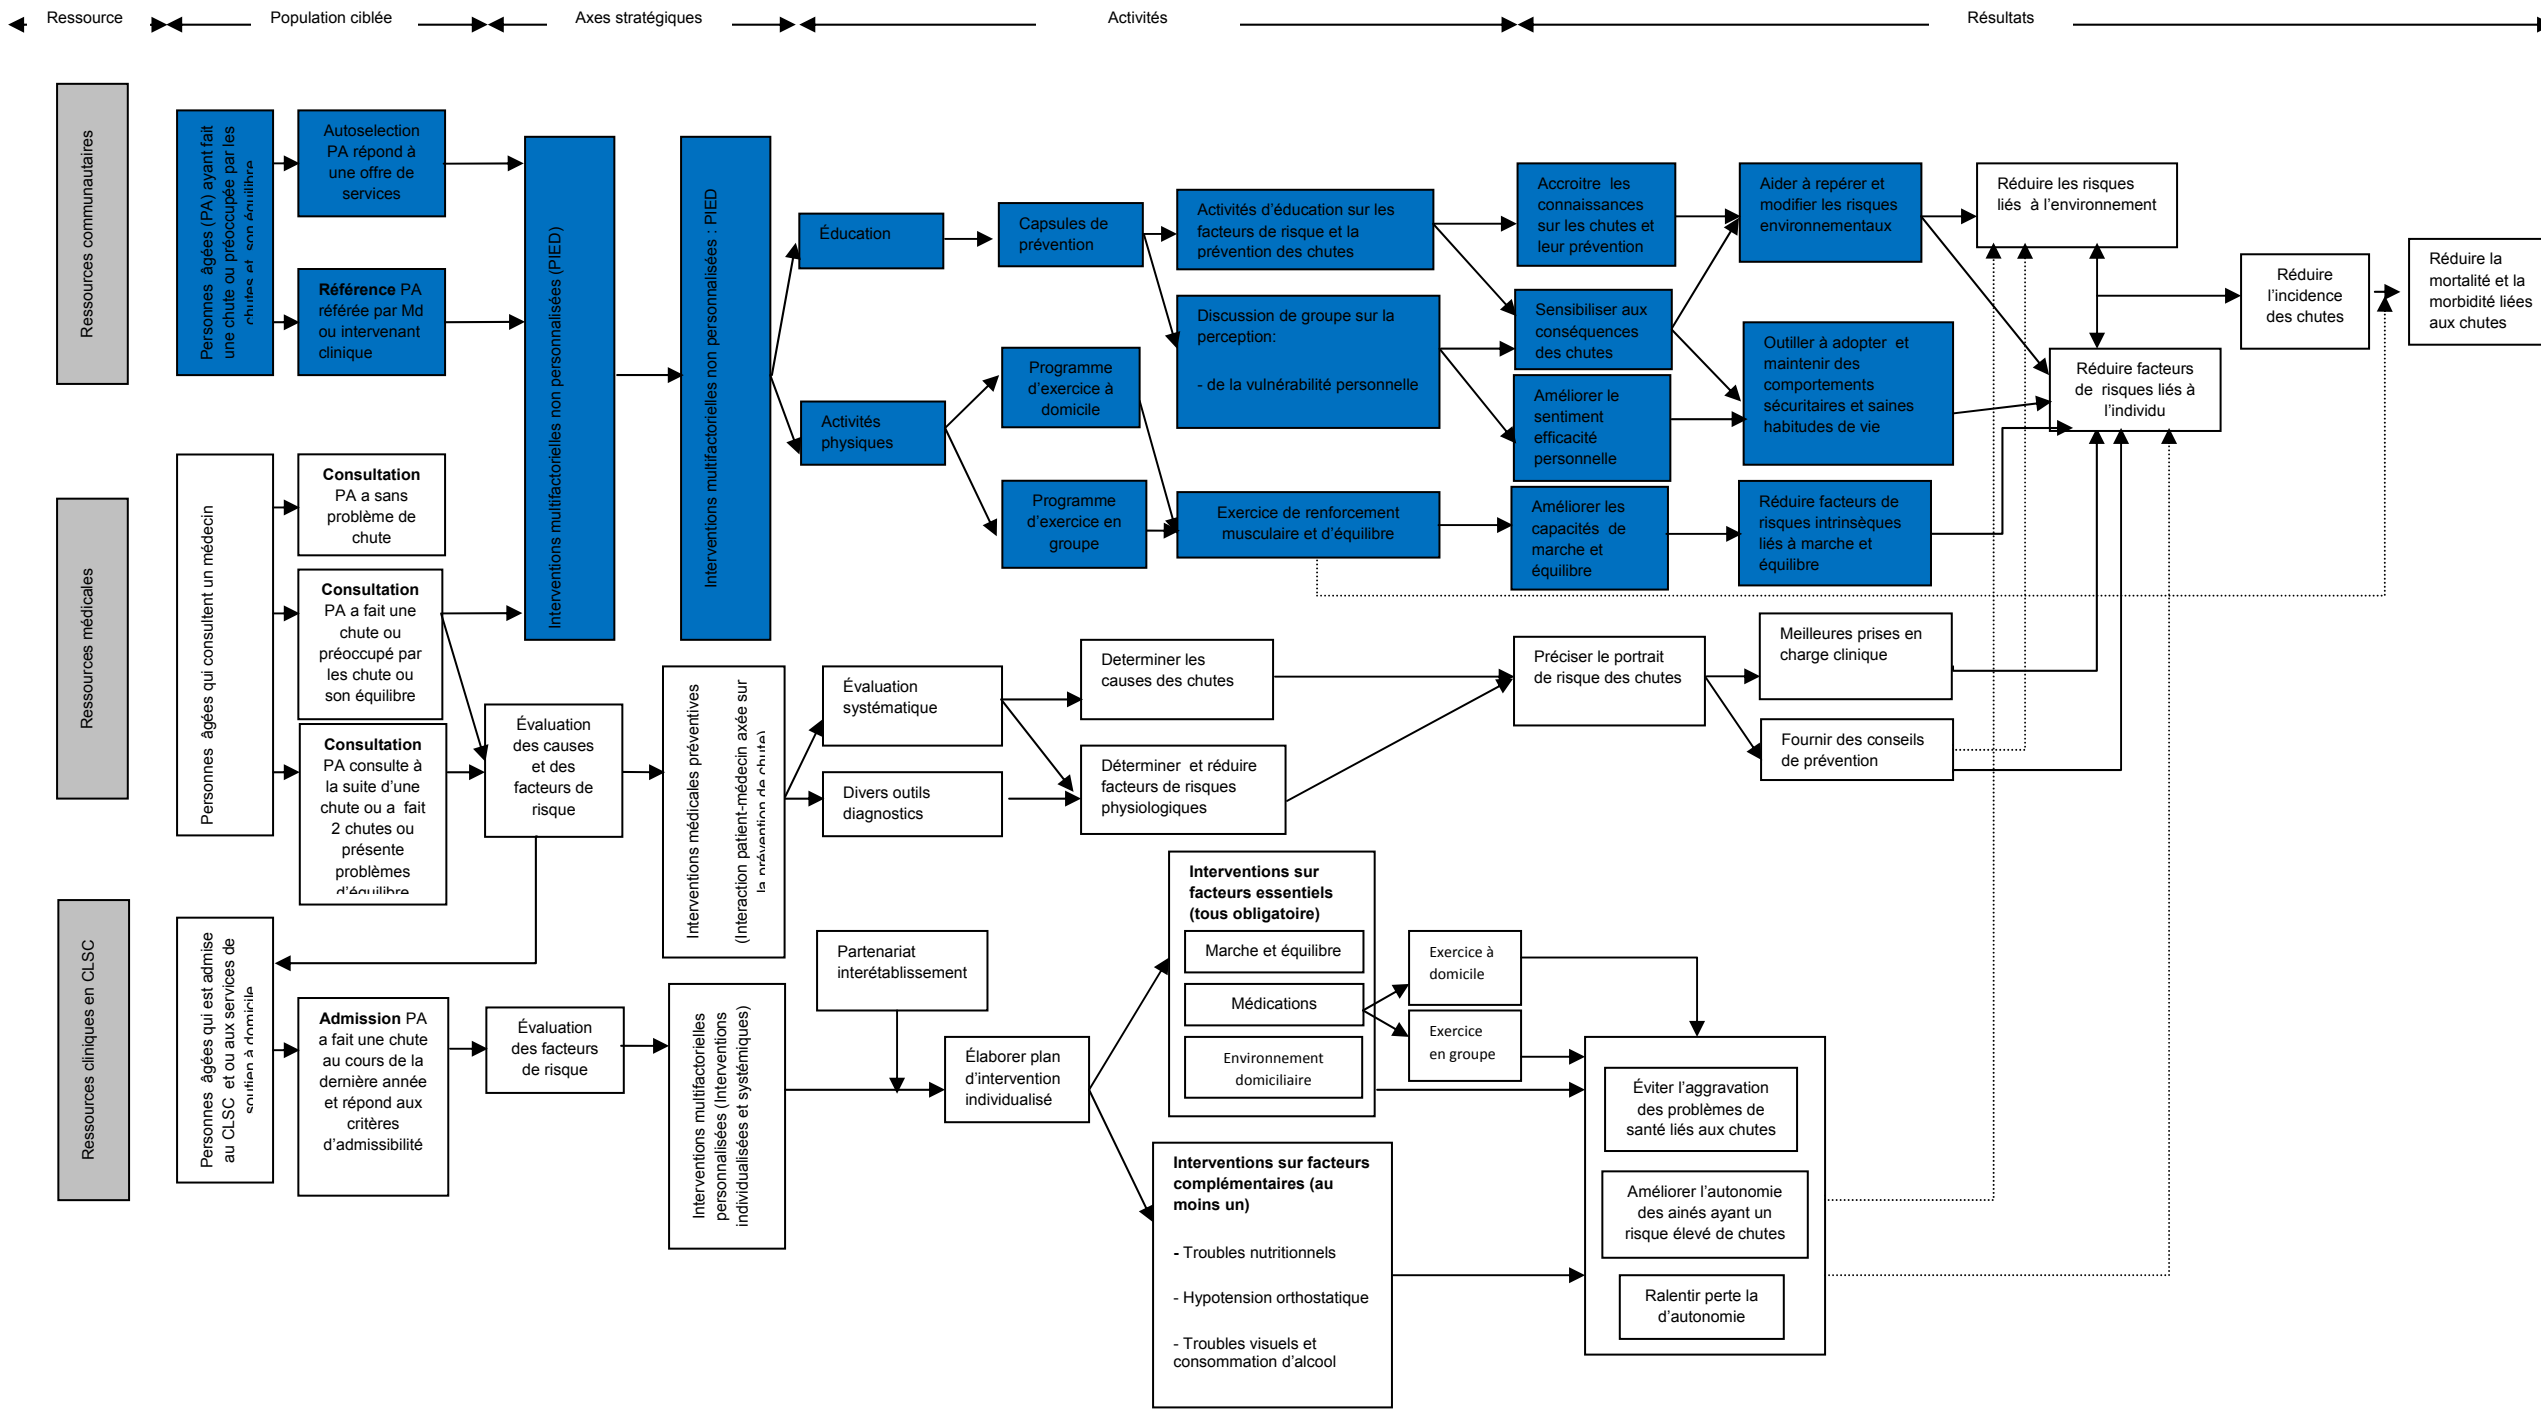 Ressource
Population ciblée
Axes stratégiques
Activités
Résultats
Ressources communautaires
Personnes âgées (PA) ayant fait
une chute ou préoccupée par les
chutes et son équilibre
Autoselection
PA répond à
une offre de
services
Référence PA
référée par Md
ou intervenant
clinique
Interventions multifactorielles non personnalisées (PIED)
Interventions multifactorielles non personnalisées : PIED
Éducation
Activités
physiques
Capsules de
prévention
Programme
d'exercice à
domicile
Programme
d'exercice en
groupe
Activités d'éducation sur les
facteurs de risque et la
prévention des chutes
Discussion de groupe sur la
perception:
- de la vulnérabilité personnelle
Exercice de renforcement
musculaire et d'équilibre
Accroitre les
connaissances
sur les chutes et
leur prévention
Sensibiliser aux
conséquences
des chutes
Améliorer le
sentiment
efficacité
personnelle
Améliorer les
capacités de
marche et
équilibre
Aider à repérer et
modifier les risques
environnementaux
Outiller à adopter et
maintenir des
comportements
sécuritaires et saines
habitudes de vie
Réduire facteurs de
risques intrinsèques
liés à marche et
équilibre
Réduire les risques
liés à l'environnement
Réduire facteurs
de risques liés à
l'individu
Réduire
l'incidence
des chutes
Réduire la
mortalité et la
morbidité liées
aux chutes
Ressources médicales
Personnes âgées qui consultent un médecin
Consultation
PA a sans
problème de
chute
Consultation
PA a fait une
chute ou
préoccupé par
les chute ou
son équilibre
Consultation
PA consulte à
la suite d'une
chute ou a fait
2 chutes ou
présente
problèmes
d'équilibre
Évaluation
des causes
et des
facteurs de
risque
Interventions médicales préventives
(Interaction patient-médecin axée sur
la prévention de chute)
Évaluation
systématique
Divers outils
diagnostics
Determiner les
causes des chutes
Déterminer et réduire
facteurs de risques
physiologiques
Préciser le portrait
de risque des chutes
Meilleures prises en
charge clinique
Fournir des conseils
de prévention
Ressources cliniques en CLSC
Personnes âgées qui est admise
au CLSC et ou aux services de
soutien à domicile
Admission PA
a fait une chute
au cours de la
dernière année
et répond aux
critères
d'admissibilité
Évaluation
des facteurs
de risque
Interventions multifactorielles
personnalisées (Interventions
individualisées et systémiques)
Partenariat
interétablissement
Élaborer plan
d'intervention
individualisé
Interventions sur
facteurs essentiels
(tous obligatoire)
Marche et équilibre
Médications
Environnement
domiciliaire
Exercice à
domicile
Exercice
en groupe
Interventions sur facteurs
complémentaires (au
moins un)
- Troubles nutritionnels
- Hypotension orthostatique
- Troubles visuels et
consommation d'alcool
Éviter l'aggravation
des problèmes de
santé liés aux chutes
Améliorer l'autonomie
des ainés ayant un
risque élevé de chutes
Ralentir perte la
d'autonomie